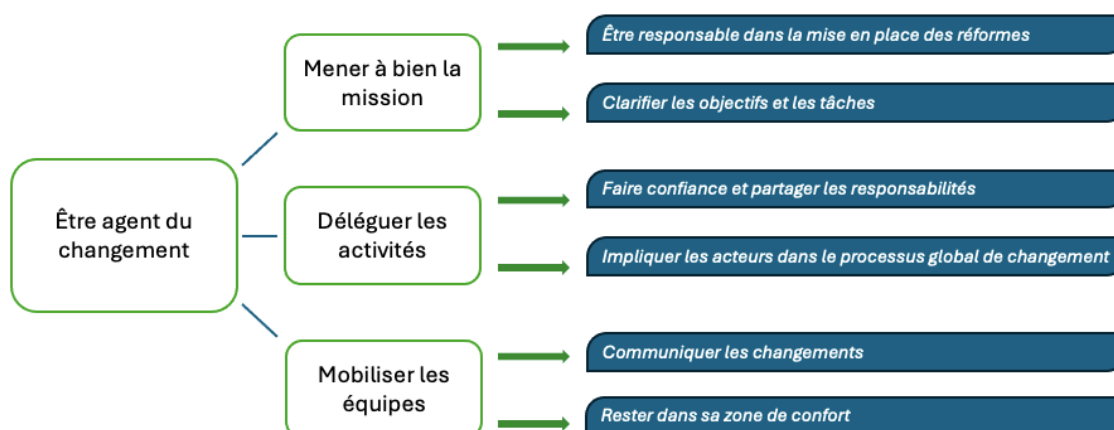 Être agent du
changement
Mener à bien la
mission
Être responsable dans la mise en place des réformes
Clarifier les objectifs et les tâches
Déléguer les
activités
Faire confiance et partager les responsabilités
Impliquer les acteurs dans le processus global de changement
Mobiliser les
équipes
Communiquer les changements
Rester dans sa zone de confort